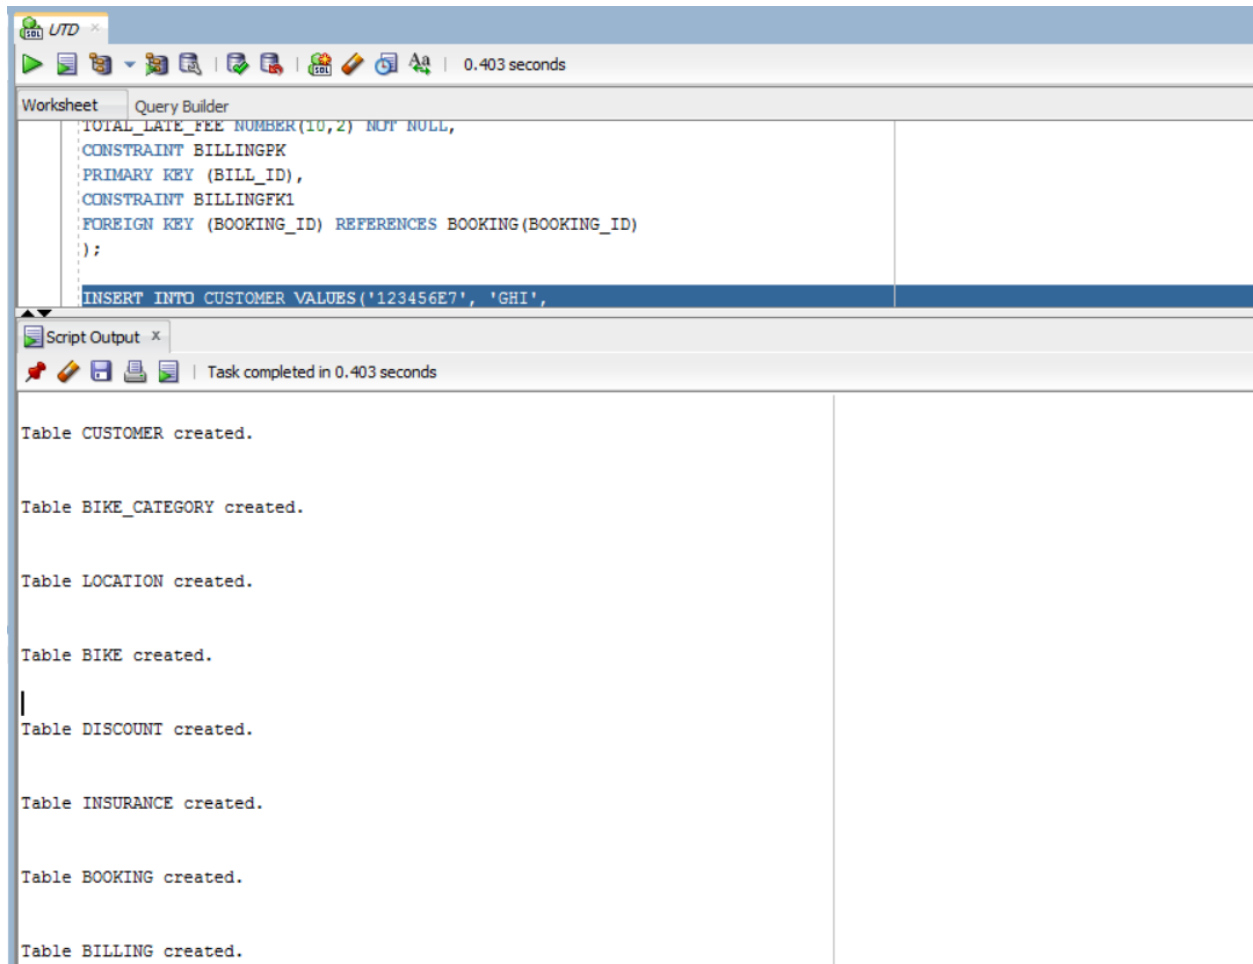 UTD
0.403 seconds
Worksheet Query Builder
TOTAL_LATE_FEE NUMBER(10,2) NOT NULL,
CONSTRAINT BILLINGPK
PRIMARY KEY (BILL_ID),
CONSTRAINT BILLINGFK1
FOREIGN KEY (BOOKING_ID) REFERENCES BOOKING(BOOKING_ID)
);
INSERT INTO CUSTOMER VALUES('123456E7', 'GHI',
Script Output x
Task completed in 0.403 seconds
Table CUSTOMER created.
Table BIKE_CATEGORY created.
Table LOCATION created.
Table BIKE created.
Table DISCOUNT created.
Table INSURANCE created.
Table BOOKING created.
Table BILLING created.